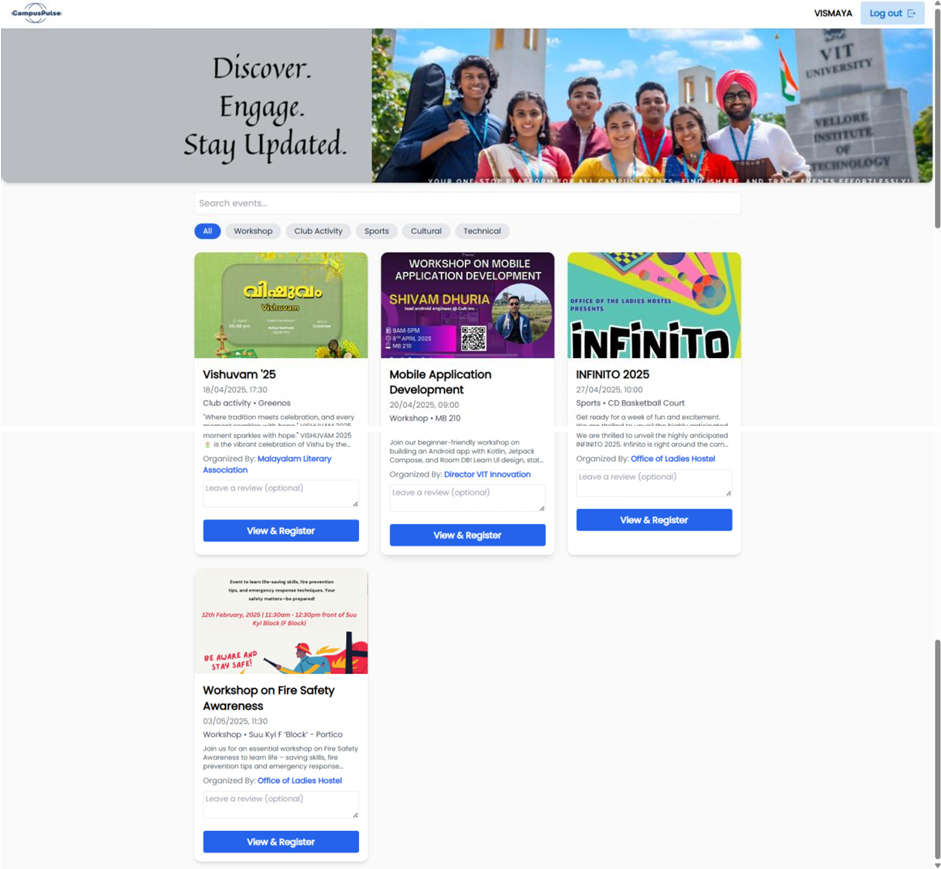 CampusPulse
VISMAYA
Log out
Discover.
Engage.
Stay Updated.
VIT
UNIVERSITY
VELLORE
INSTITUTE
OF
TECHNOLOGY
YOUR ONE-STOP PLATFORM FOR ALL CAMPUS EVENTS—FIND, SHARE, AND TRACK EVENTS EFFORTLESSLY!
Search events...
All
Workshop
Club Activity
Sports
Cultural
Technical
വിഷുവം
Vishuvam
Greenos
Vishuvam '25
18/04/2025, 17:30
Club activity • Greenos
"Where tradition meets celebration, and every
moment sparkles with hope." VISHUVAM 2025
moment sparkles with hope." VISHUVAM 2025
is the vibrant celebration of Vishu by the...
Organized By: Malayalam Literary
Association
Leave a review (optional)
View & Register
WORKSHOP ON MOBILE
APPLICATION DEVELOPMENT
SHIVAM DHURIA
lead android engineer @
9AM-5PM
8TH APRIL 2025
MB 210
Mobile Application
Development
20/04/2025, 09:00
Workshop • MB 210
Join our beginner-friendly workshop on
building an Android app with Kotlin, Jetpack
Compose, and Room DB! Learn UI design, stat...
Organized By: Director VIT Innovation
Leave a review (optional)
View & Register
OFFICE OF THE LADIES HOSTEL
PRESENTS
INFINITO
INFINITO 2025
27/04/2025, 10:00
Sports • CD Basketball Court
Get ready for a week of fun and excitement.
We are thrilled to unveil the highly anticipated
We are thrilled to unveil the highly anticipated
INFINITO 2025. Infinito is right around the corn...
Organized By: Office of Ladies Hostel
Leave a review (optional)
View & Register
Event to learn life-saving skills, fire prevention
tips, and emergency response techniques. Your
safety matters—be prepared!
12th February, 2025 | 11:30am - 12:30pm front of Suu
Kyi Block (F Block)
BE AWARE AND
STAY SAFE!
Workshop on Fire Safety
Awareness
03/05/2025, 11:30
Workshop • Suu Kyi F 'Block' - Portico
Join us for an essential workshop on Fire Safety
Awareness to learn life - saving skills, fire
prevention tips and emergency response...
Organized By: Office of Ladies Hostel
Leave a review (optional)
View & Register